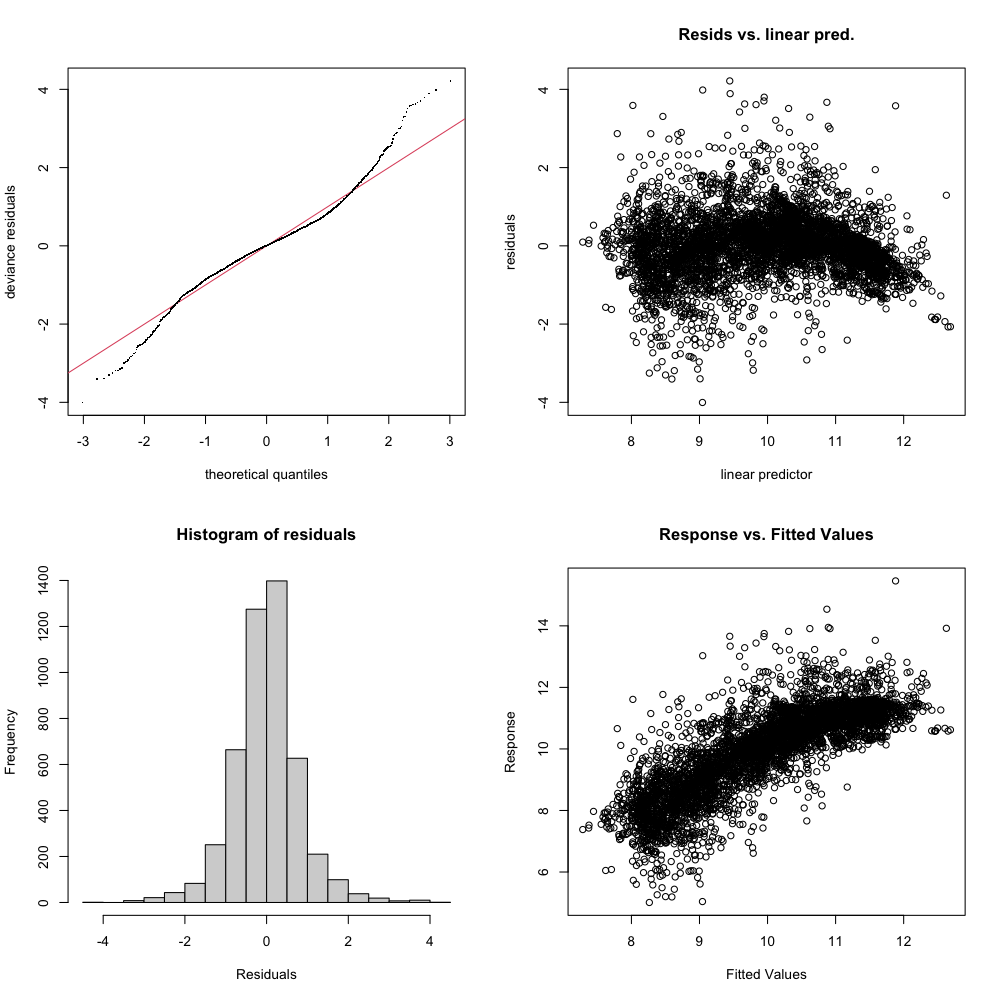 deviance residuals
4
2
0
-2
-4
-3 -2 -1 0 1 2 3
theoretical quantiles
Resids vs. linear pred.
residuals
4
2
0
-2
-4
8 9 10 11 12
linear predictor
Histogram of residuals
Frequency
1400
1200
1000
800
600
400
200
0
-4 -2 0 2 4
Residuals
Response vs. Fitted Values
Response
14
12
10
8
6
8 9 10 11 12
Fitted Values